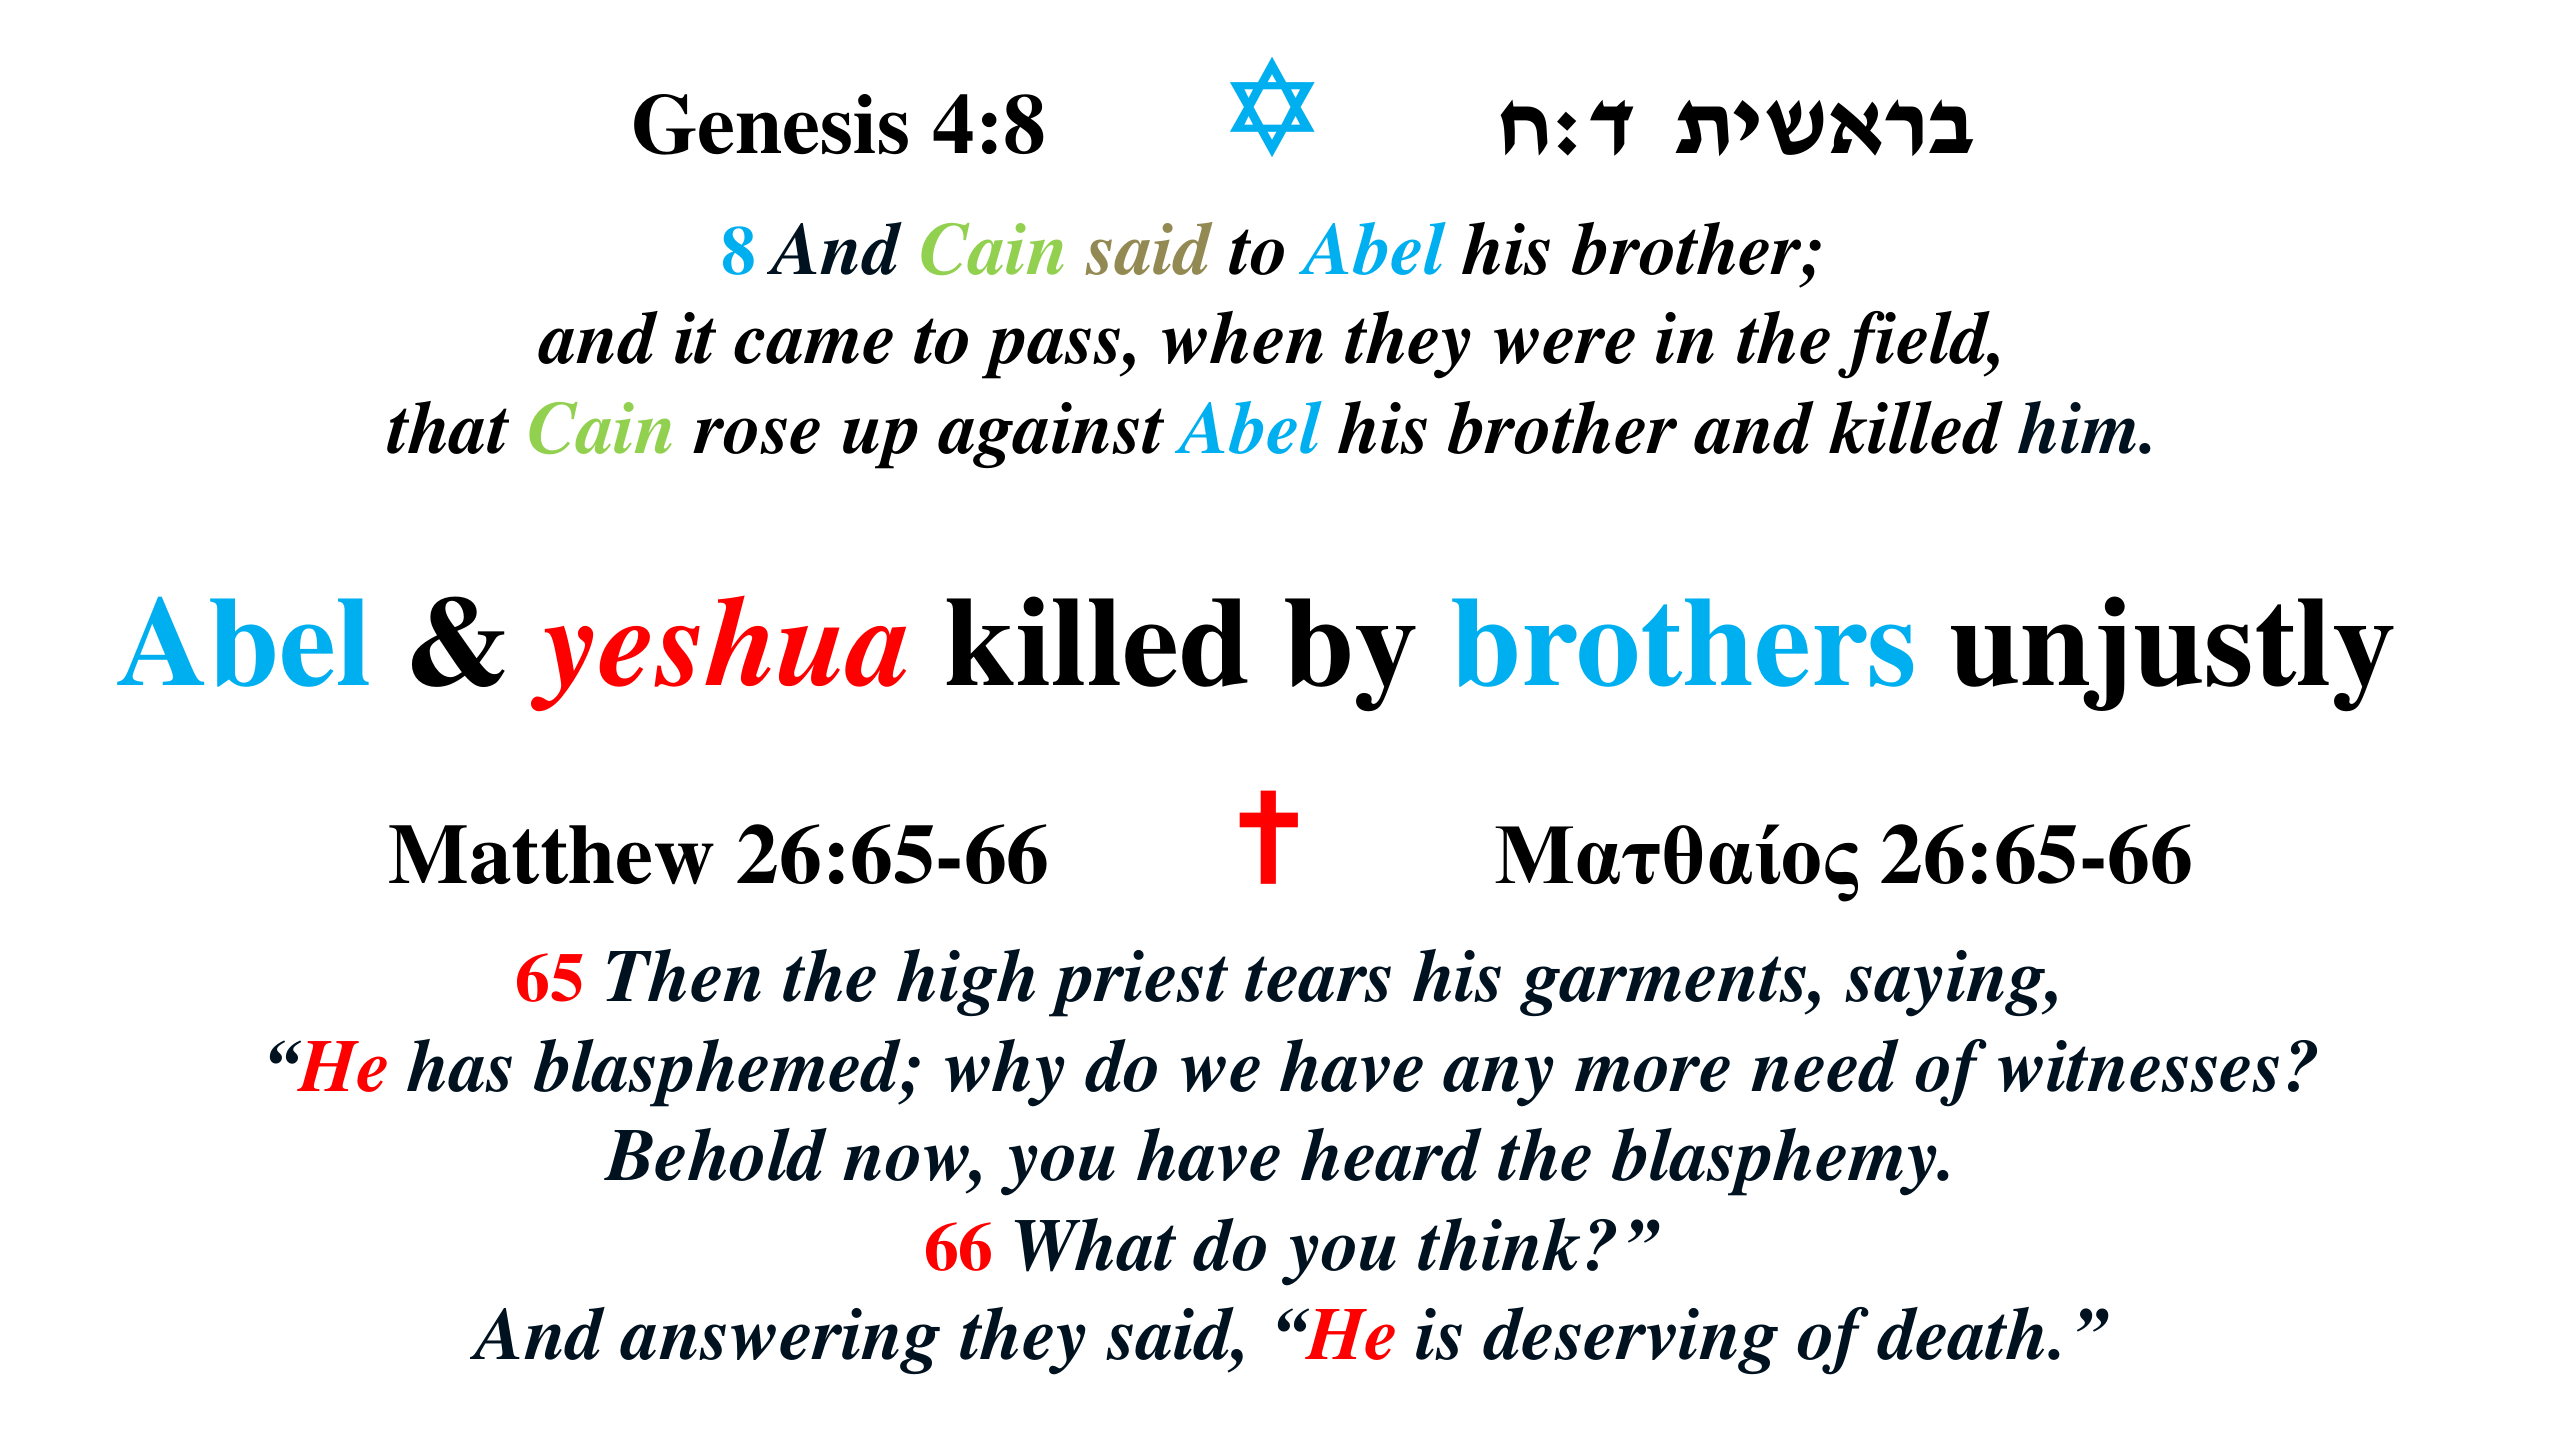 Genesis 4:8 ✡ בראשית ד:ח
8 And Cain said to Abel his brother;
and it came to pass, when they were in the field,
that Cain rose up against Abel his brother and killed him.
Abel & yeshua killed by brothers unjustly
Matthew 26:65-66 ✝ Ματθαίος 26:65-66
65 Then the high priest tears his garments, saying,
“He has blasphemed; why do we have any more need of witnesses?
Behold now, you have heard the blasphemy.
66 What do you think?”
And answering they said, “He is deserving of death.”